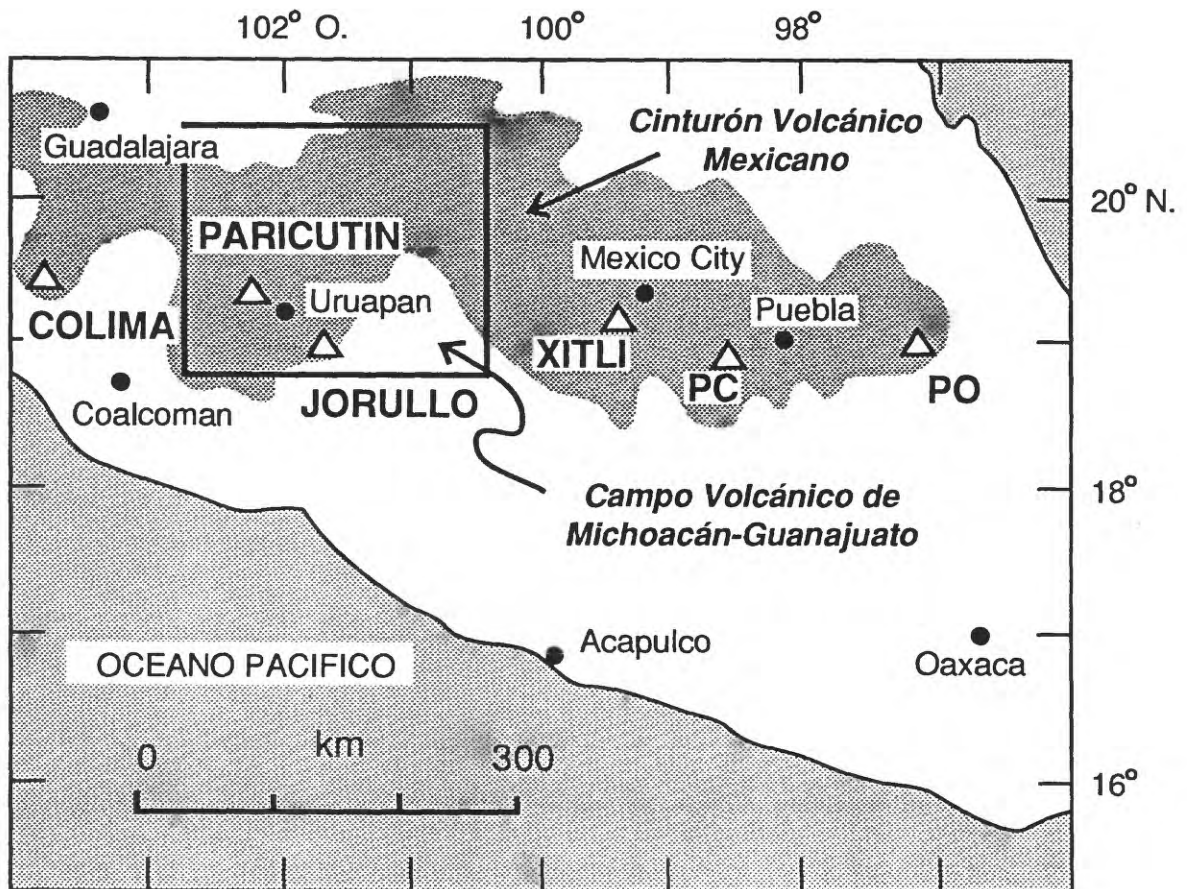 102° O.
100°
98°
Guadalajara
Cinturón Volcánico
Mexicano
20° N.
PARICUTIN
Mexico City
Uruapan
Puebla
COLIMA
XITLI
PC
PO
Coalcoman
JORULLO
18°
Campo Volcánico de
Michoacán-Guanajuato
Acapulco
OCEANO PACIFICO
Oaxaca
0
km
300
16°